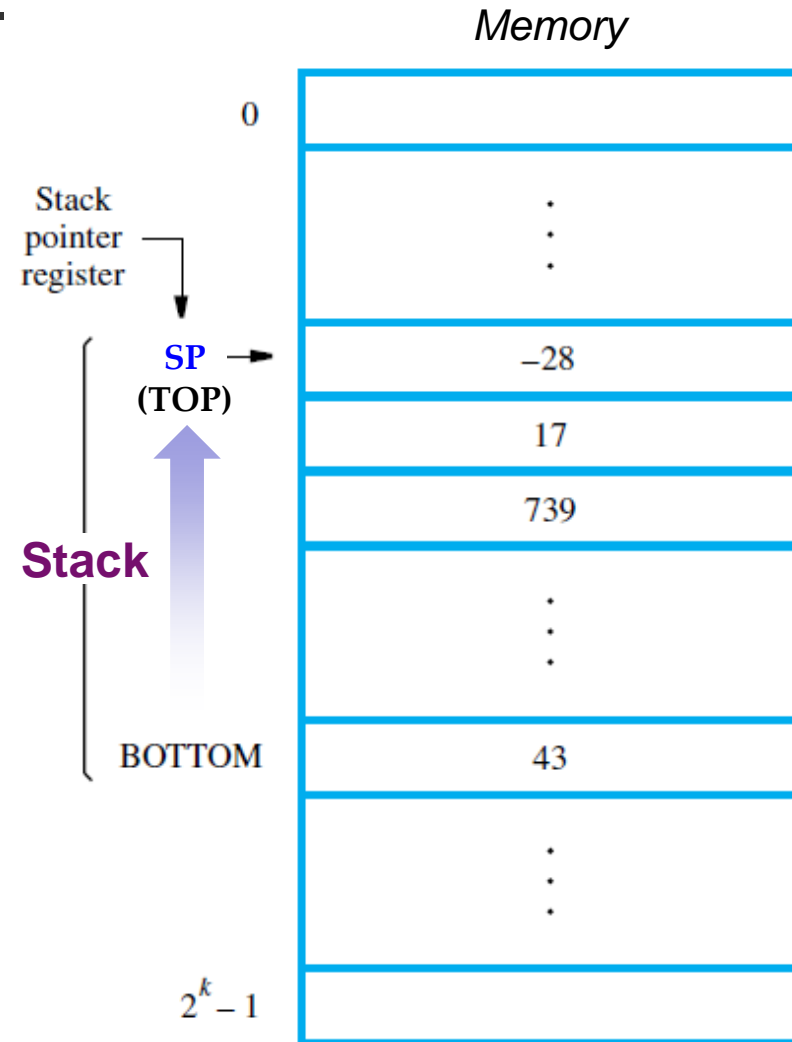 Memory
0
Stack
pointer
register
SP
(TOP)
–28
17
739
Stack
BOTTOM
43
2^k – 1